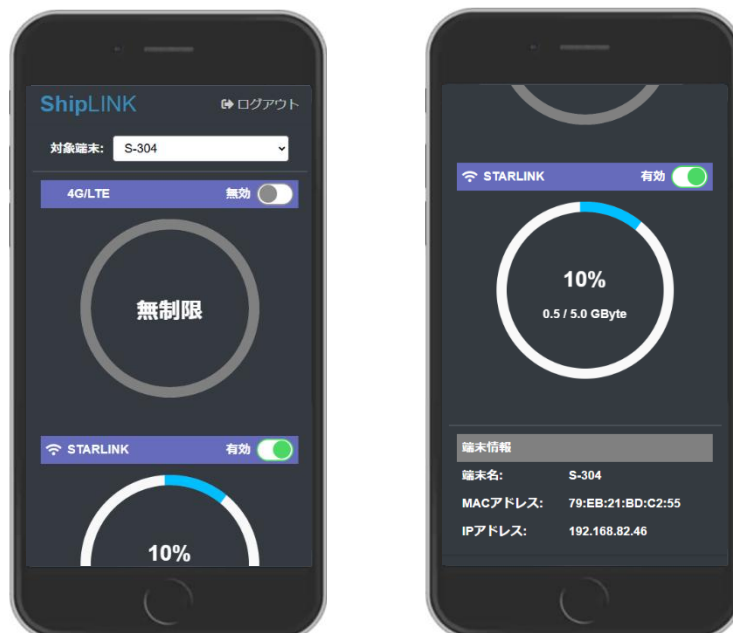 ShipLINK ログアウト
対象端末: S-304
4G/LTE 無効
無制限
STARLINK 有効
10%
STARLINK 有効
10%
0.5 / 5.0 GByte
端末情報
端末名: S-304
MACアドレス: 79:EB:21:BD:C2:55
IPアドレス: 192.168.82.46